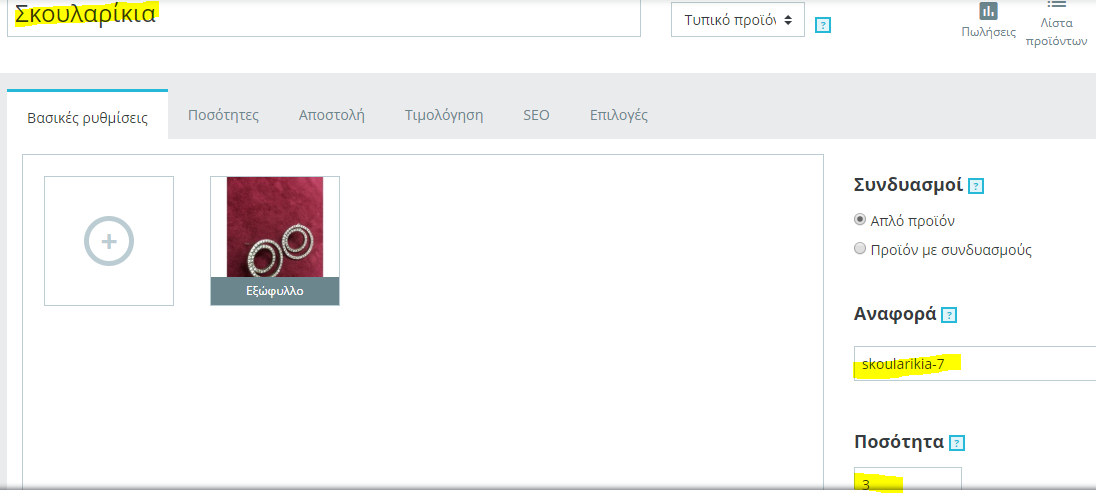 Σκουλαρίκια
Τυπικό προϊόν
?
Πωλήσεις
Λίστα
προϊόντων
Βασικές ρυθμίσεις
Ποσότητες
Αποστολή
Τιμολόγηση
SEO
Επιλογές
Εξώφυλλο
Συνδυασμοί ?
Απλό προϊόν
Προϊόν με συνδυασμούς
Αναφορά ?
skoularikia-7
Ποσότητα ?
3